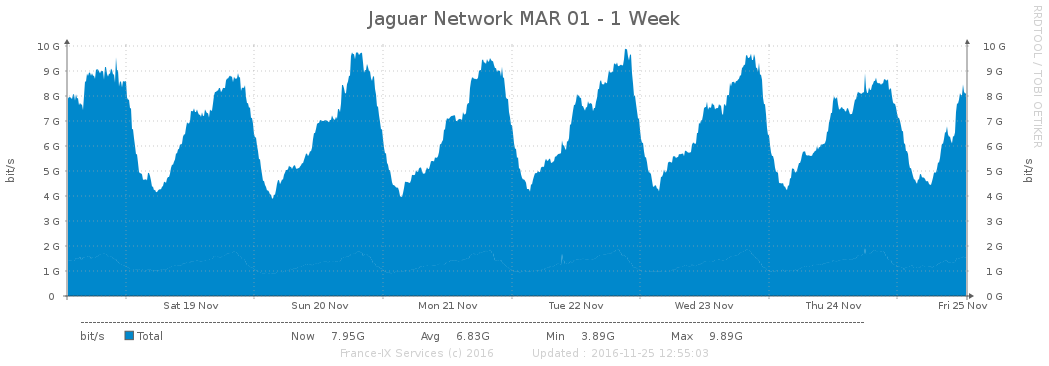 Jaguar Network MAR 01 - 1 Week
RRDTOOL / TOBI OETIKER
bit/s
10 G 10 G
9 G 9 G
8 G 8 G
7 G 7 G
6 G 6 G
5 G 5 G
4 G 4 G
3 G 3 G
2 G 2 G
1 G 1 G
0 0 G
bit/s
Sat 19 Nov Sun 20 Nov Mon 21 Nov Tue 22 Nov Wed 23 Nov Thu 24 Nov Fri 25 Nov
bit/s Total Now 7.95G Avg 6.83G Min 3.89G Max 9.89G
France-IX Services (c) 2016 Updated : 2016-11-25 12:55:03